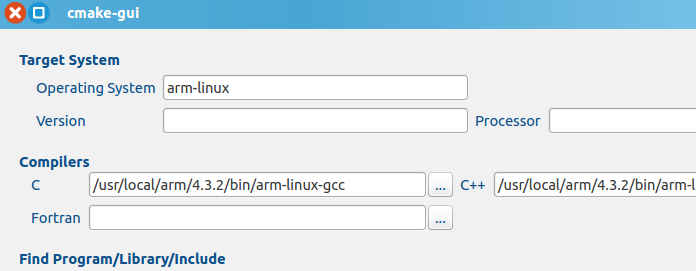 cmake-gui
Target System
Operating System arm-linux
Version Processor
Compilers
C /usr/local/arm/4.3.2/bin/arm-linux-gcc ... C++ /usr/local/arm/4.3.2/bin/arm-l
Fortran ...
Find Program/Library/Include